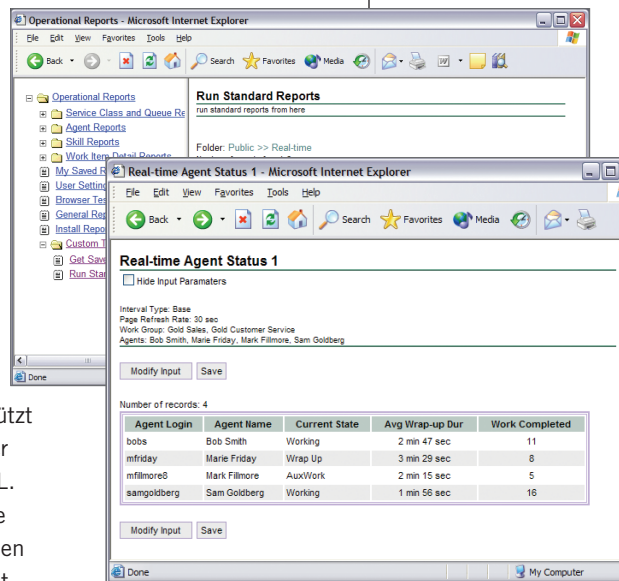 Operational Reports - Microsoft Internet Explorer
File Edit View Favorites Tools Help
Back Search Favorites Media
Operational Reports
Service Class and Queue Re
Agent Reports
Skill Reports
Work Item Detail Reports
My Saved R
User Setting
Browser Tes
General Rep
Install Repo
Custom T
Get Save
Run Stan
Done
Run Standard Reports
run standard reports from here
Folder: Public >> Real-time
Real-time Agent Status 1 - Microsoft Internet Explorer
File Edit View Favorites Tools Help
Back Search Favorites Media
Real-time Agent Status 1
Hide Input Paramaters
Interval Type: Base
Page Refresh Rate: 30 sec
Work Group: Gold Sales, Gold Customer Service
Agents: Bob Smith, Marie Friday, Mark Fillmore, Sam Goldberg
Modify Input Save
Number of records: 4
Agent Login Agent Name Current State Avg Wrap-up Dur Work Completed
bobs Bob Smith Working 2 min 47 sec 11
mfriday Marie Friday Wrap Up 3 min 29 sec 8
mfillmore8 Mark Fillmore AuxWork 2 min 15 sec 5
samgoldberg Sam Goldberg Working 1 min 56 sec 16
Modify Input Save
Done My Computer
ützt
r
L.
e
en
t